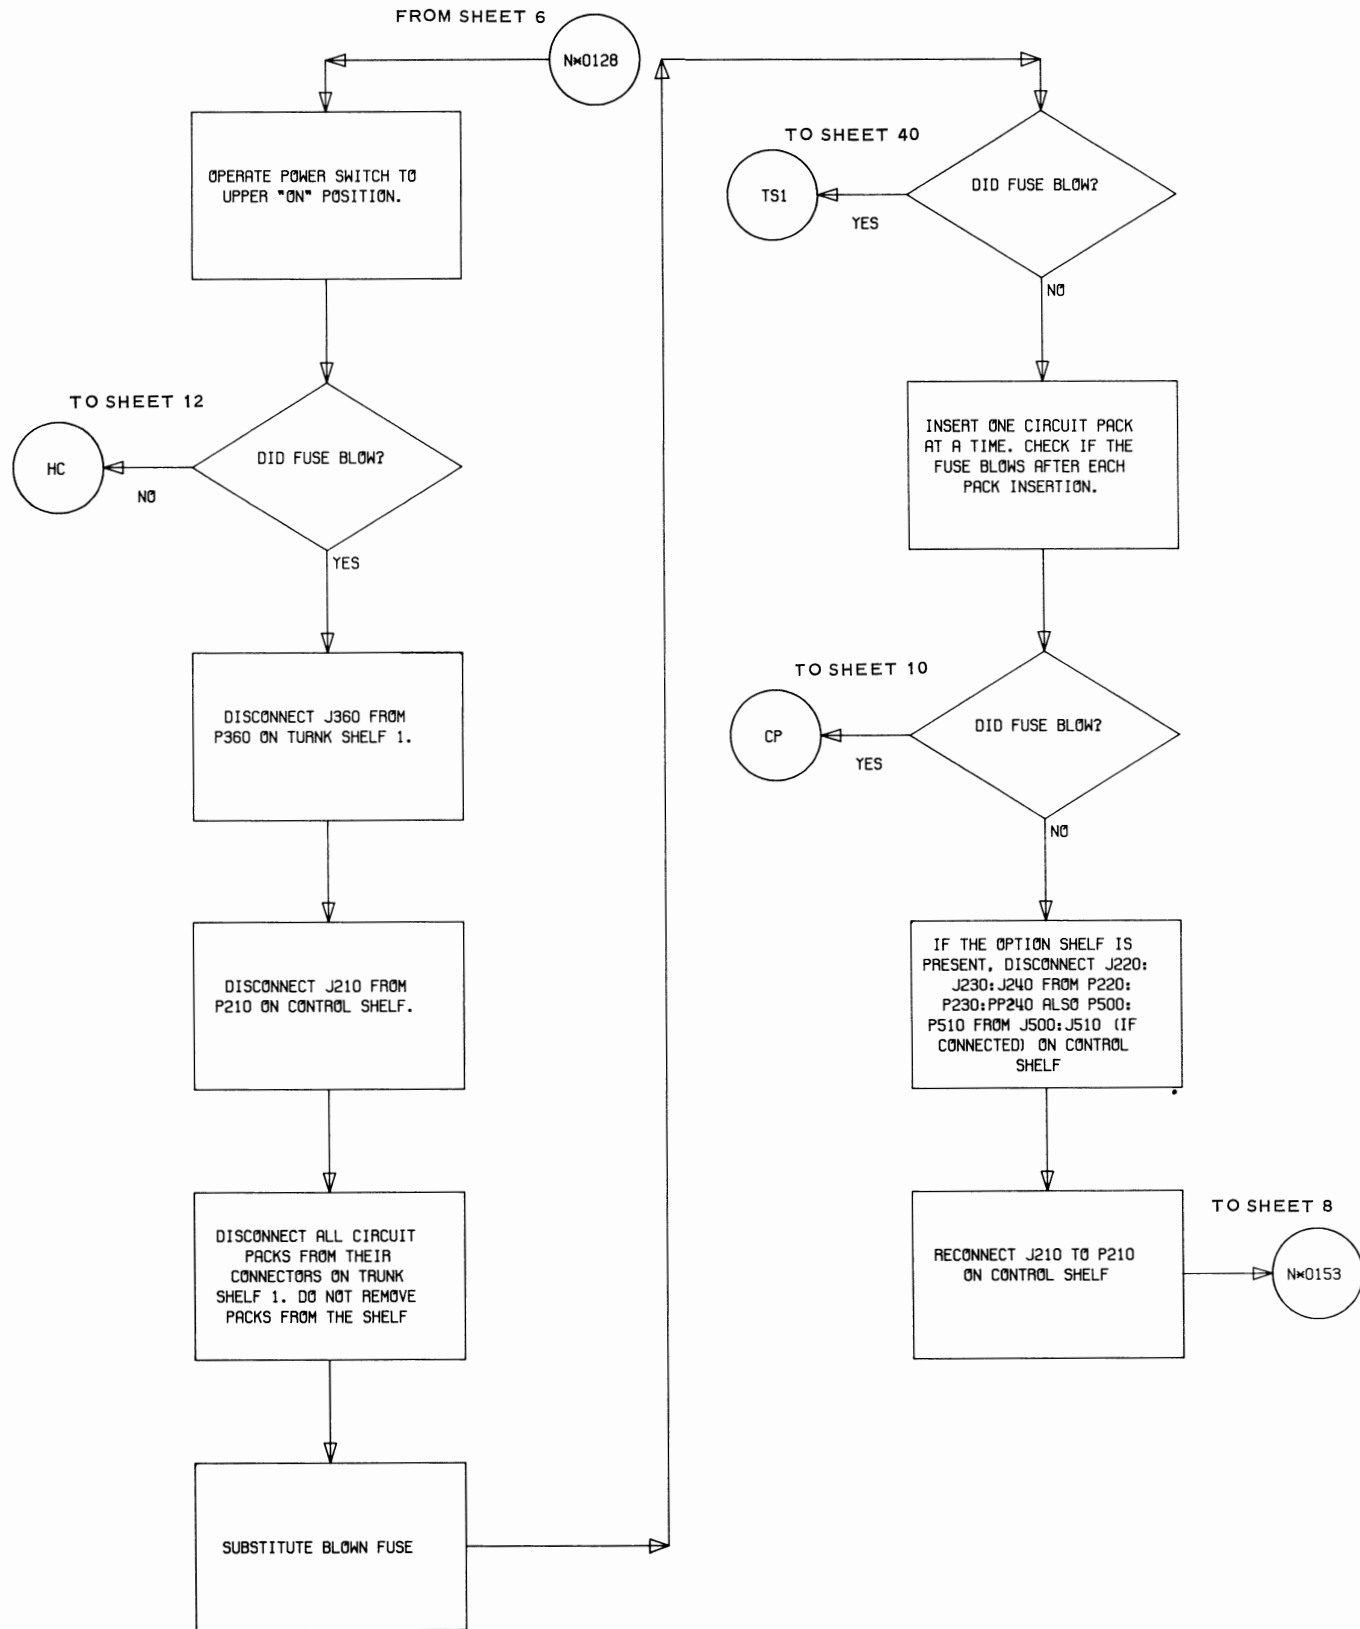 FROM SHEET 6
N*0128
OPERATE POWER SWITCH TO
UPPER "ON" POSITION.
TO SHEET 12
HC
NO
DID FUSE BLOW?
YES
DISCONNECT J360 FROM
P360 ON TURNK SHELF 1.
DISCONNECT J210 FROM
P210 ON CONTROL SHELF.
DISCONNECT ALL CIRCUIT
PACKS FROM THEIR
CONNECTORS ON TRUNK
SHELF 1. DO NOT REMOVE
PACKS FROM THE SHELF
SUBSTITUTE BLOWN FUSE
TO SHEET 40
TS1
YES
DID FUSE BLOW?
NO
INSERT ONE CIRCUIT PACK
AT A TIME. CHECK IF THE
FUSE BLOWS AFTER EACH
PACK INSERTION.
TO SHEET 10
CP
YES
DID FUSE BLOW?
NO
IF THE OPTION SHELF IS
PRESENT, DISCONNECT J220:
J230:J240 FROM P220:
P230:PP240 ALSO P500:
P510 FROM J500:J510 (IF
CONNECTED) ON CONTROL
SHELF
RECONNECT J210 TO P210
ON CONTROL SHELF
TO SHEET 8
N*0153